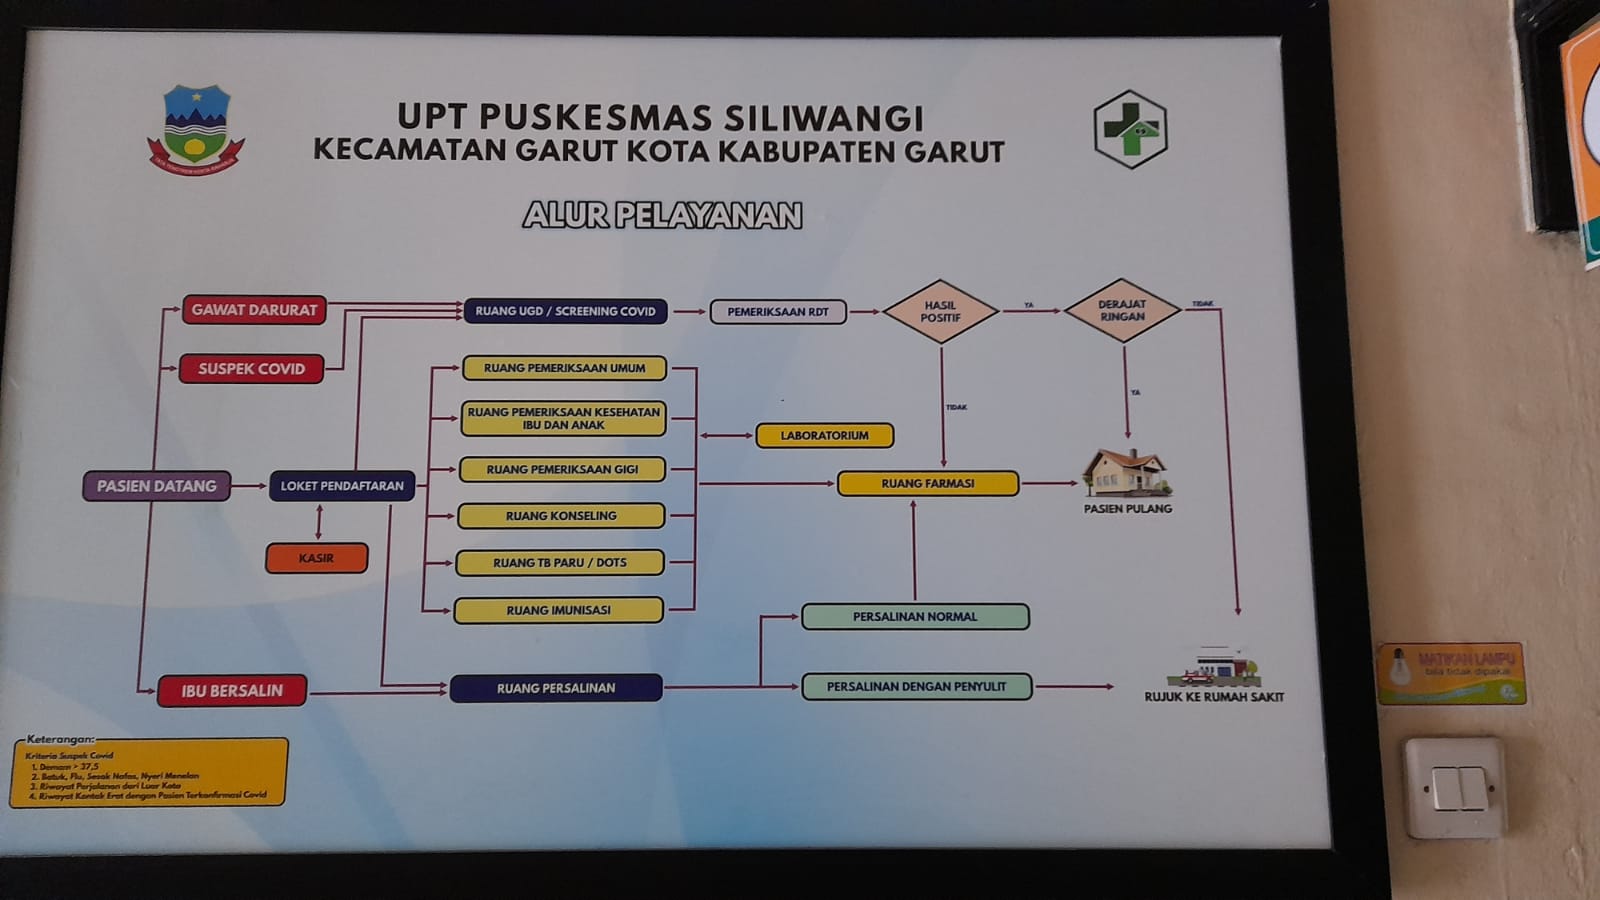 UPT PUSKESMAS SILIWANGI
KECAMATAN GARUT KOTA KABUPATEN GARUT
ALUR PELAYANAN
GAWAT DARURAT
RUANG UGD / SCREENING COVID
PEMERIKSAAN RDT
HASIL
POSITIF
YA
DERAJAT
RINGAN
TIDAK
SUSPEK COVID
RUANG PEMERIKSAAN UMUM
RUANG PEMERIKSAAN KESEHATAN
IBU DAN ANAK
TIDAK
YA
LABORATORIUM
RUANG PEMERIKSAAN GIGI
PASIEN DATANG
LOKET PENDAFTARAN
RUANG FARMASI
PASIEN PULANG
RUANG KONSELING
KASIR
RUANG TB PARU / DOTS
RUANG IMUNISASI
PERSALINAN NORMAL
IBU BERSALIN
RUANG PERSALINAN
PERSALINAN DENGAN PENYULIT
RUJUK KE RUMAH SAKIT
Keterangan:
Kriteria Suspek Covid
1. Demam > 37,5
2. Batuk, Flu, Sesak Nafas, Nyeri Menelan
3. Riwayat Perjalanan dari Luar Kota
4. Riwayat Kontak Erat dengan Pasien Terkonfirmasi Covid
MATIKAN LAMPU
bila tidak dipakai